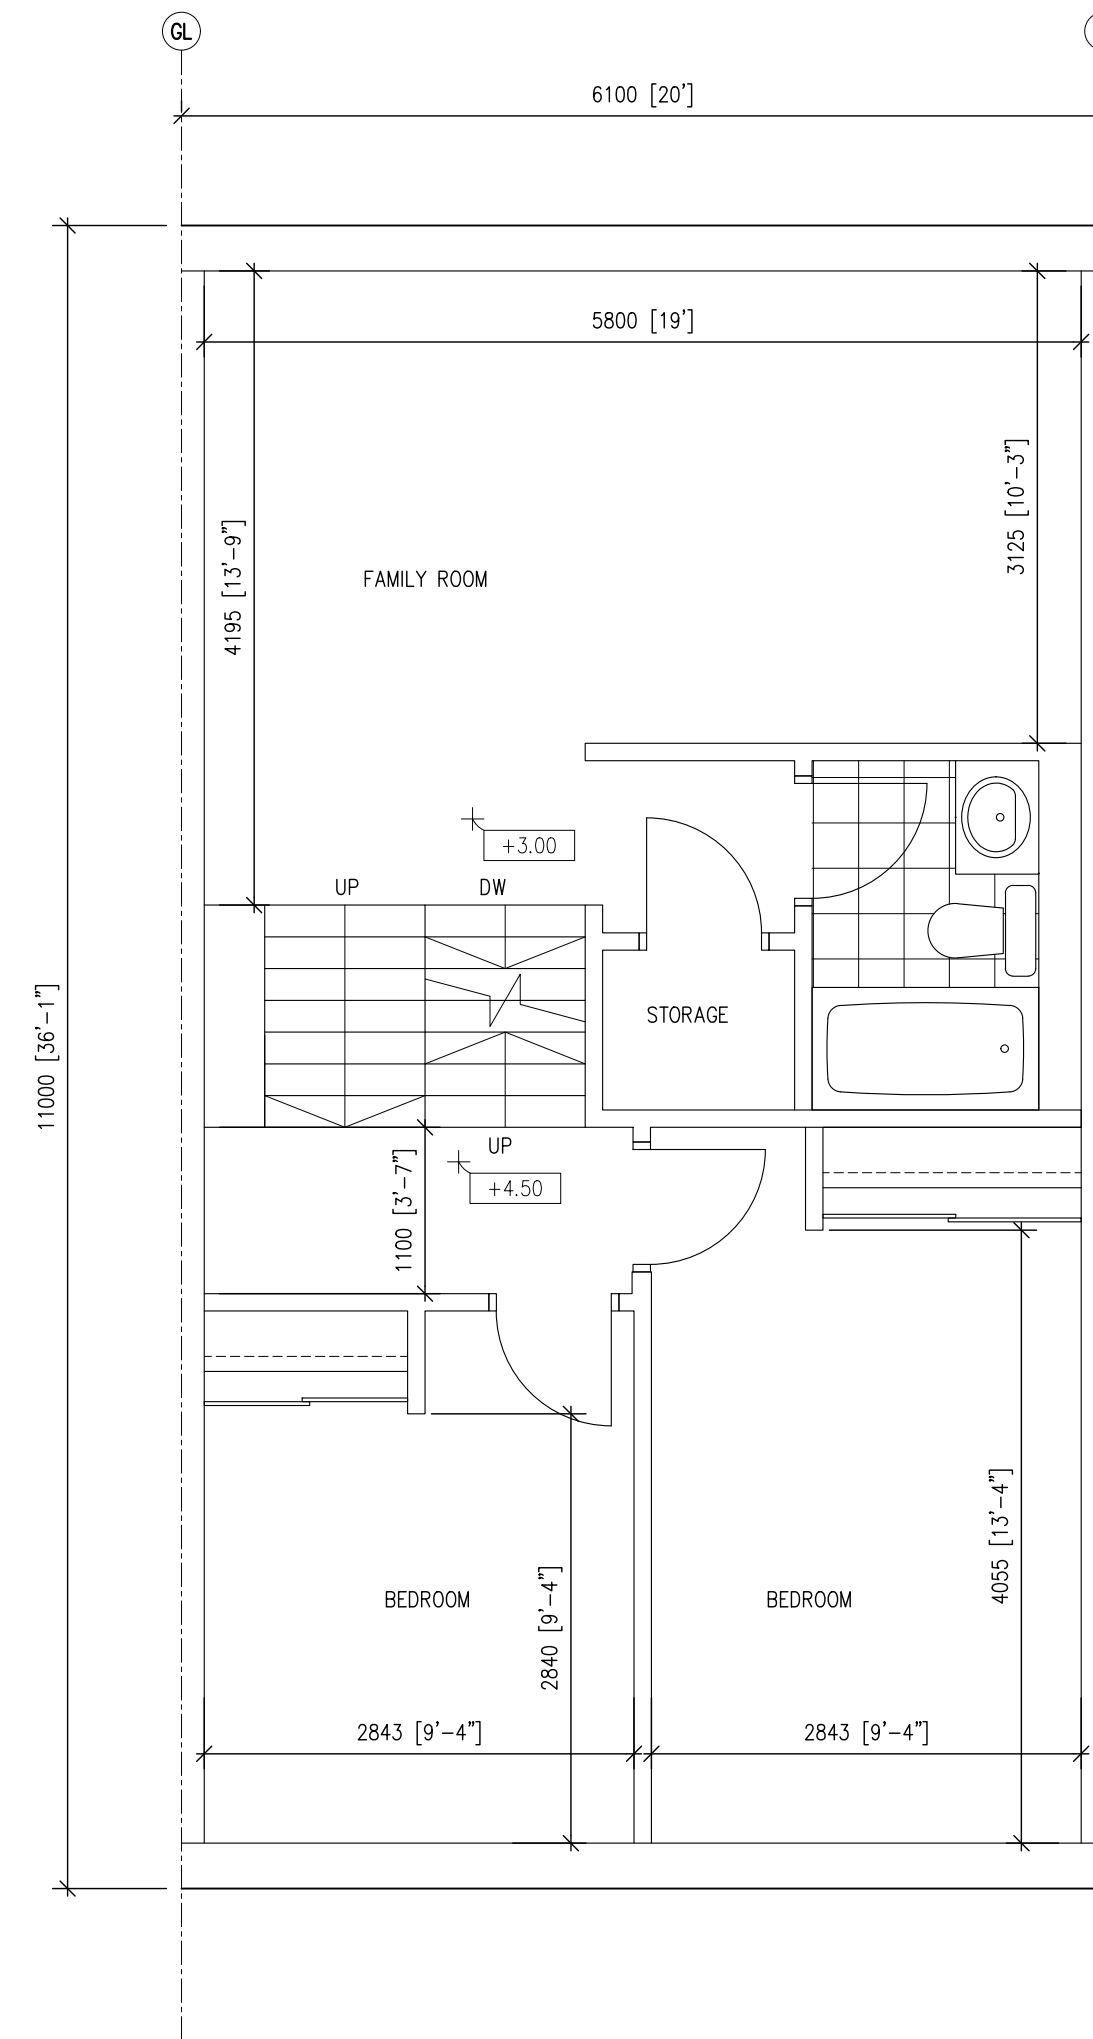 GL
6100 [20']
5800 [19']
3125 [10'-3"]
4195 [13'-9"]
FAMILY ROOM
+3.00
UP
DW
STORAGE
11000 [36'-1"]
UP
+4.50
1100 [3'-7"]
4055 [13'-4"]
2840 [9'-4"]
BEDROOM
BEDROOM
2843 [9'-4"]
2843 [9'-4"]